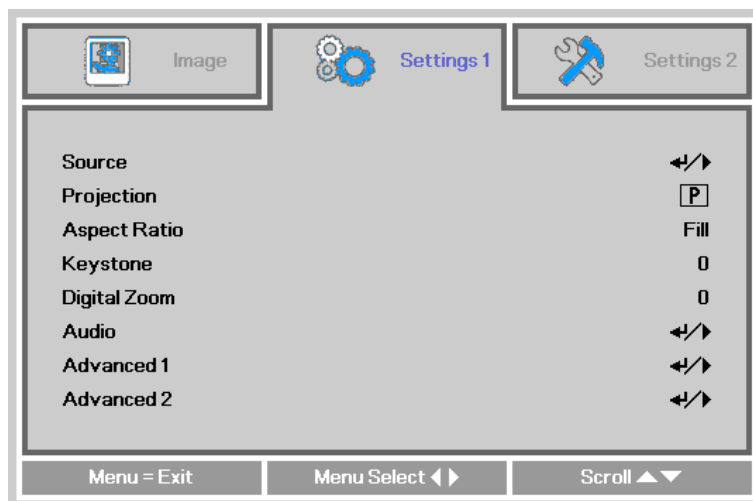 Image Settings 1 Settings 2
Source ↵/▶
Projection P
Aspect Ratio Fill
Keystone 0
Digital Zoom 0
Audio ↵/▶
Advanced 1 ↵/▶
Advanced 2 ↵/▶
Menu = Exit Menu Select ◀▶ Scroll ▲▼